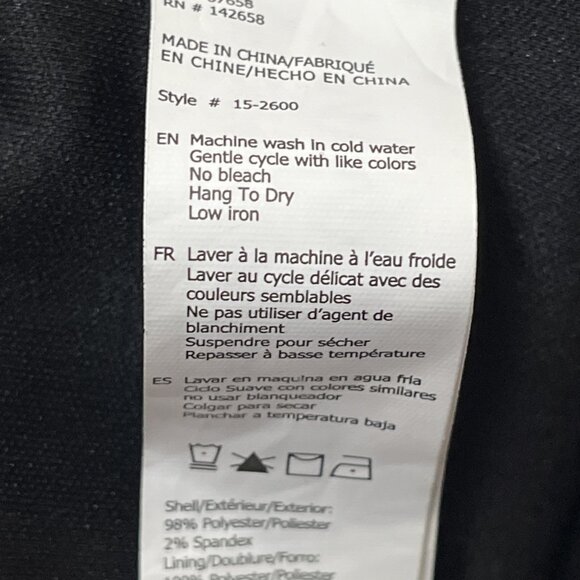 RN # 142658
MADE IN CHINA/FABRIQUÉ
EN CHINE/HECHO EN CHINA
Style # 15-2600
EN Machine wash in cold water
Gentle cycle with like colors
No bleach
Hang To Dry
Low iron
FR Laver à la machine à l'eau froide
Laver au cycle délicat avec des
couleurs semblables
Ne pas utiliser d'agent de
blanchiment
Suspendre pour sécher
Repasser à basse température
ES Lavar en maquina en agua fria
Ciclo Suave con colores similares
no usar blanqueador
Colgar para secar
Planchar a temperatura baja
Shell/Extérieur/Exterior:
98% Polyester/Poliester
2% Spandex
Lining/Doublure/Forro:
100% Polyester/Poliester